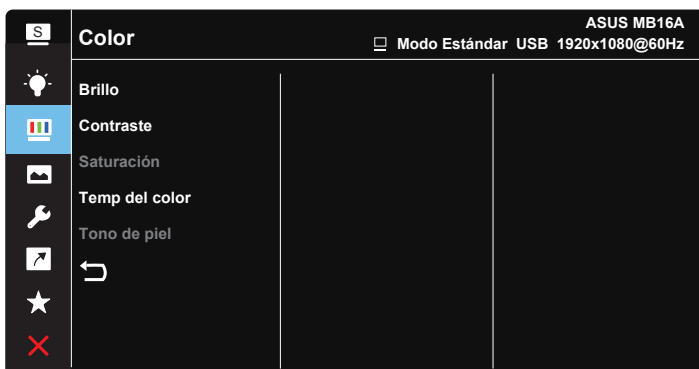 S
Color
ASUS MB16A
Modo Estándar USB 1920x1080@60Hz
Brillo
Contraste
Saturación
Temp del color
Tono de piel